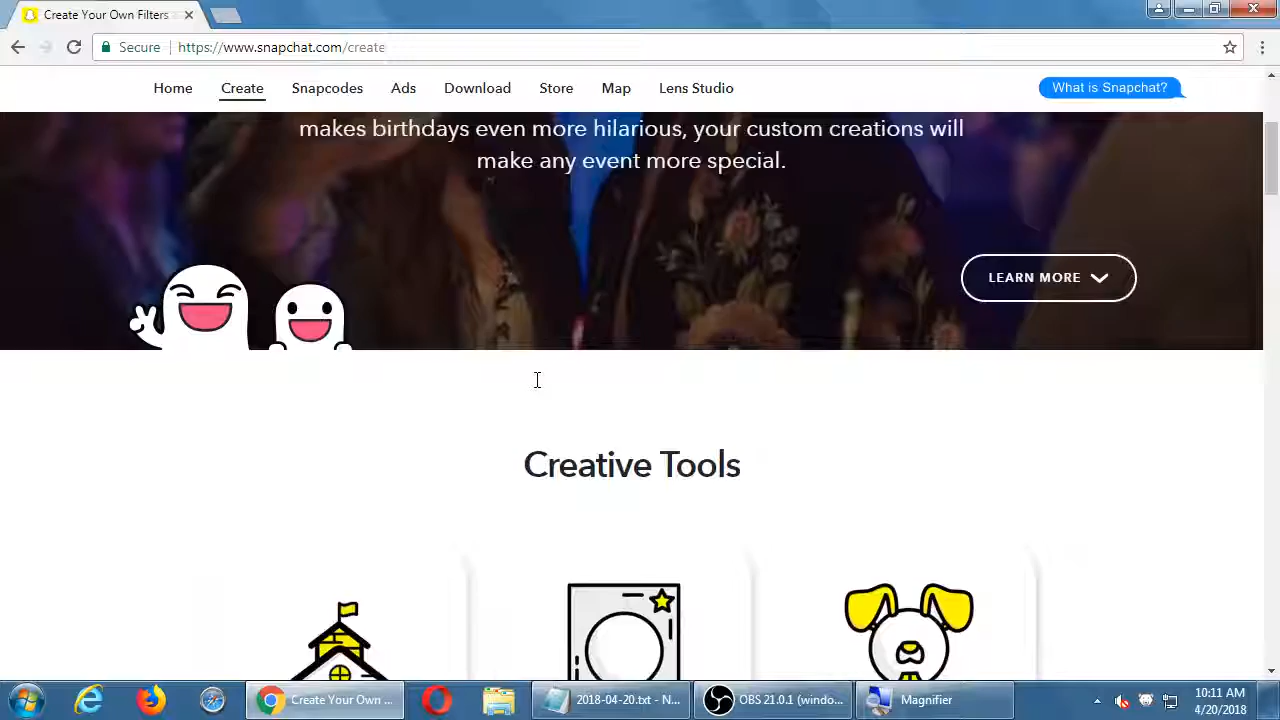 Create Your Own Filters
Secure https://www.snapchat.com/create
Home Create Snapcodes Ads Download Store Map Lens Studio What is Snapchat?
makes birthdays even more hilarious, your custom creations will
make any event more special.
LEARN MORE
Creative Tools
Create Your Own ... 2018-04-20.txt - N... OBS 21.0.1 (windo... Magnifier 10:11 AM
4/20/2018